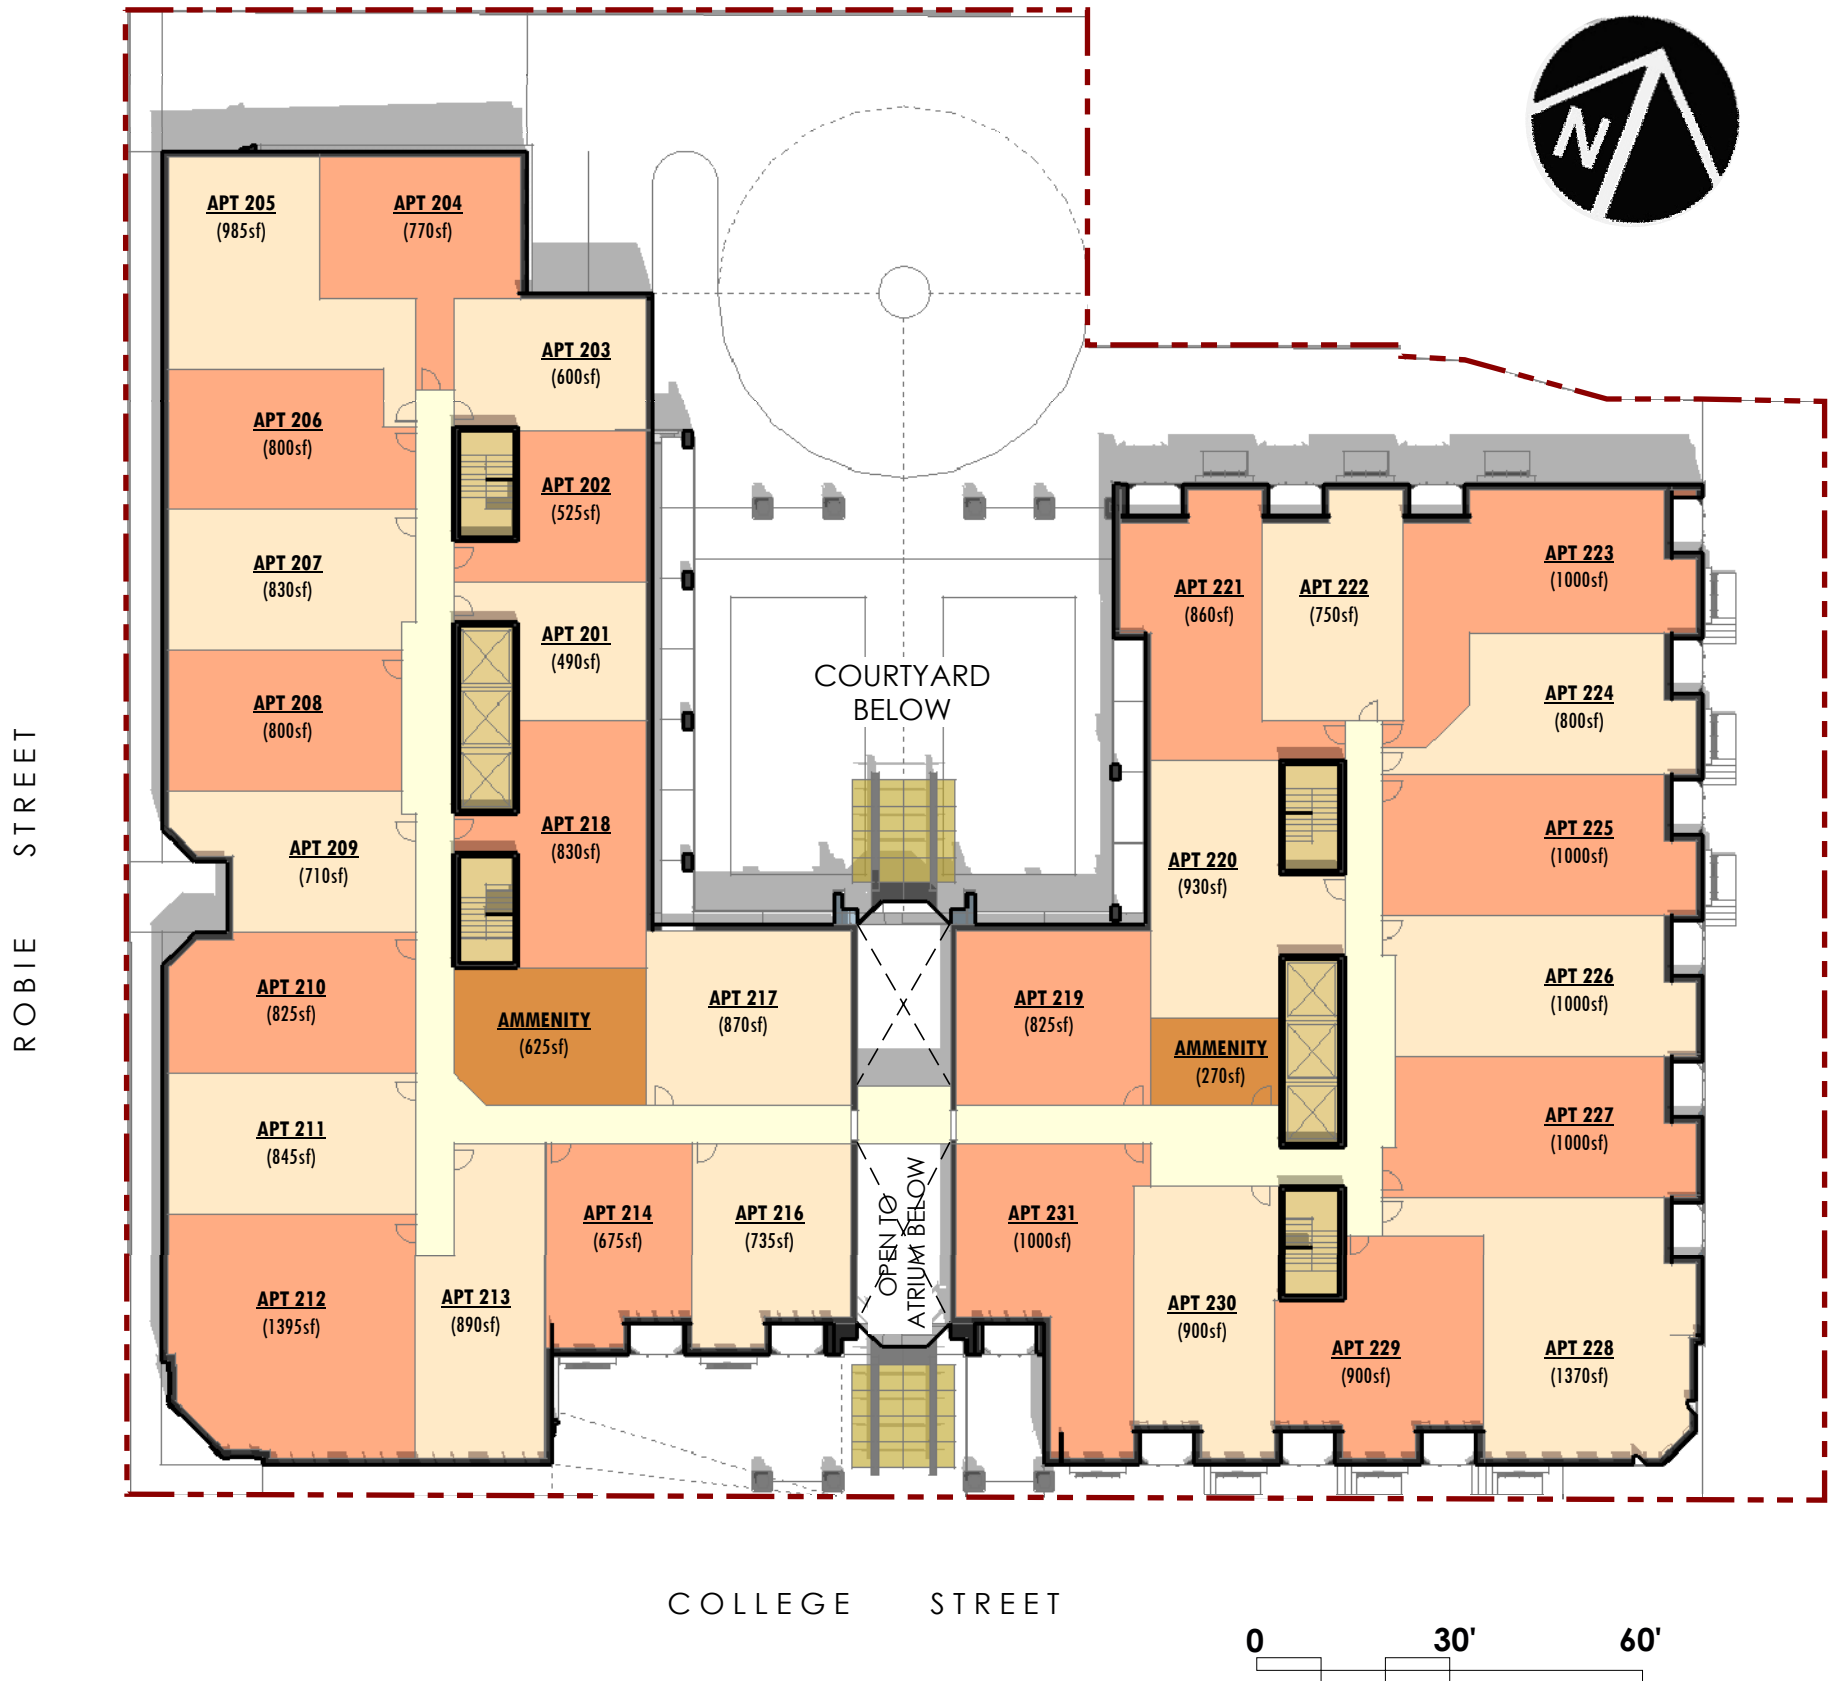 N
APT 205
(985sf)
APT 204
(770sf)
APT 203
(600sf)
APT 206
(800sf)
APT 202
(525sf)
APT 207
(830sf)
APT 201
(490sf)
APT 208
(800sf)
APT 218
(830sf)
APT 209
(710sf)
APT 210
(825sf)
AMMENITY
(625sf)
APT 217
(870sf)
APT 211
(845sf)
APT 212
(1395sf)
APT 213
(890sf)
APT 214
(675sf)
APT 216
(735sf)
COURTYARD
BELOW
OPEN TO
ATRIUM BELOW
APT 221
(860sf)
APT 222
(750sf)
APT 223
(1000sf)
APT 224
(800sf)
APT 225
(1000sf)
APT 220
(930sf)
APT 226
(1000sf)
APT 219
(825sf)
AMMENITY
(270sf)
APT 227
(1000sf)
APT 231
(1000sf)
APT 230
(900sf)
APT 229
(900sf)
APT 228
(1370sf)
ROBIE STREET
COLLEGE STREET
0 30' 60'